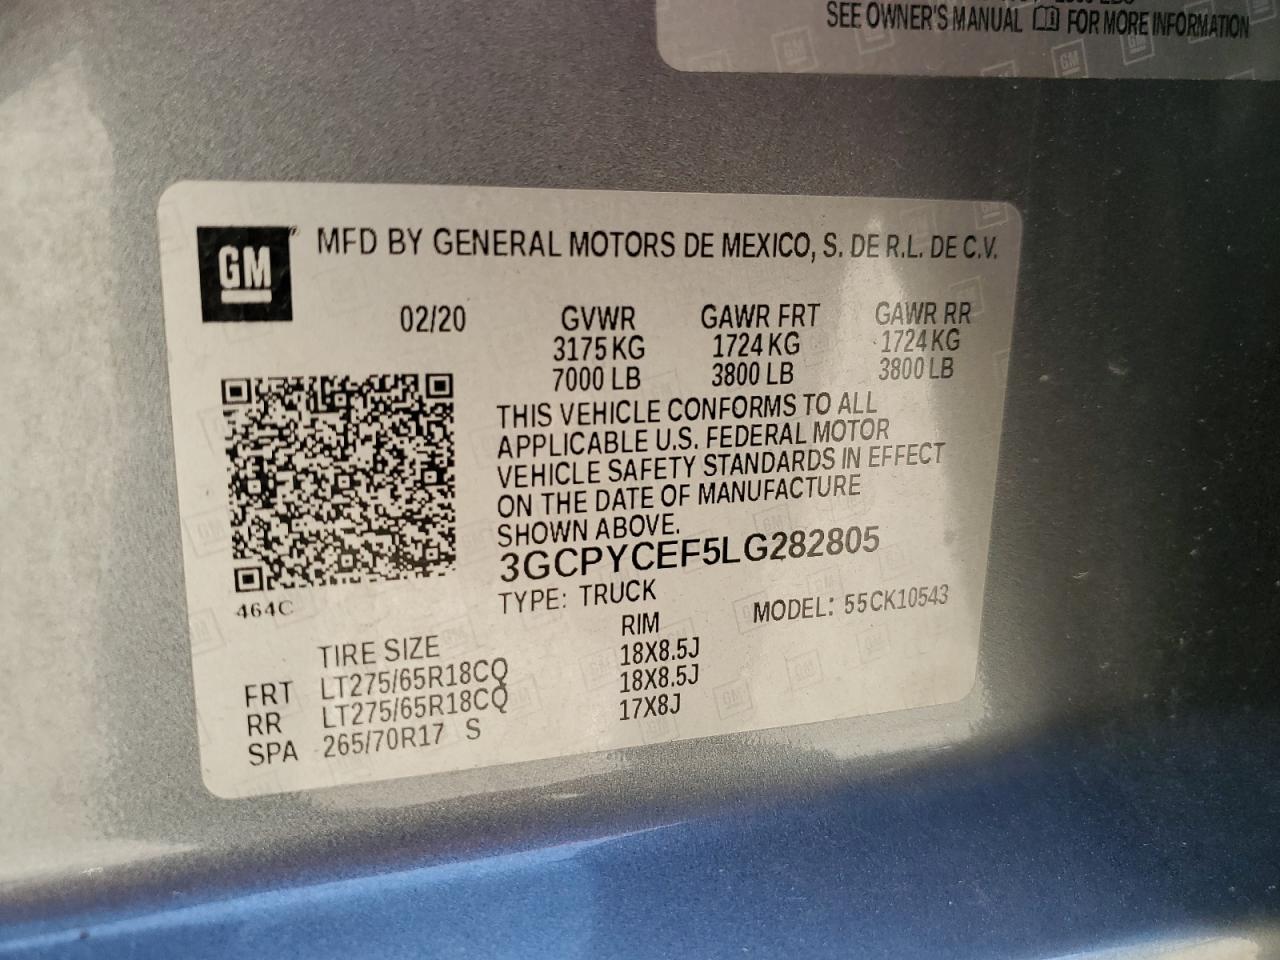 SEE OWNER'S MANUAL FOR MORE INFORMATION
GM
MFD BY GENERAL MOTORS DE MEXICO, S. DE R.L. DE C.V.
02/20 GVWR GAWR FRT GAWR RR
3175 KG 1724 KG 1724 KG
7000 LB 3800 LB 3800 LB
THIS VEHICLE CONFORMS TO ALL
APPLICABLE U.S. FEDERAL MOTOR
VEHICLE SAFETY STANDARDS IN EFFECT
ON THE DATE OF MANUFACTURE
SHOWN ABOVE.
3GCPYCEF5LG282805
464C
TYPE: TRUCK MODEL: 55CK10543
TIRE SIZE RIM
FRT LT275/65R18CQ 18X8.5J
RR LT275/65R18CQ 18X8.5J
SPA 265/70R17 S 17X8J